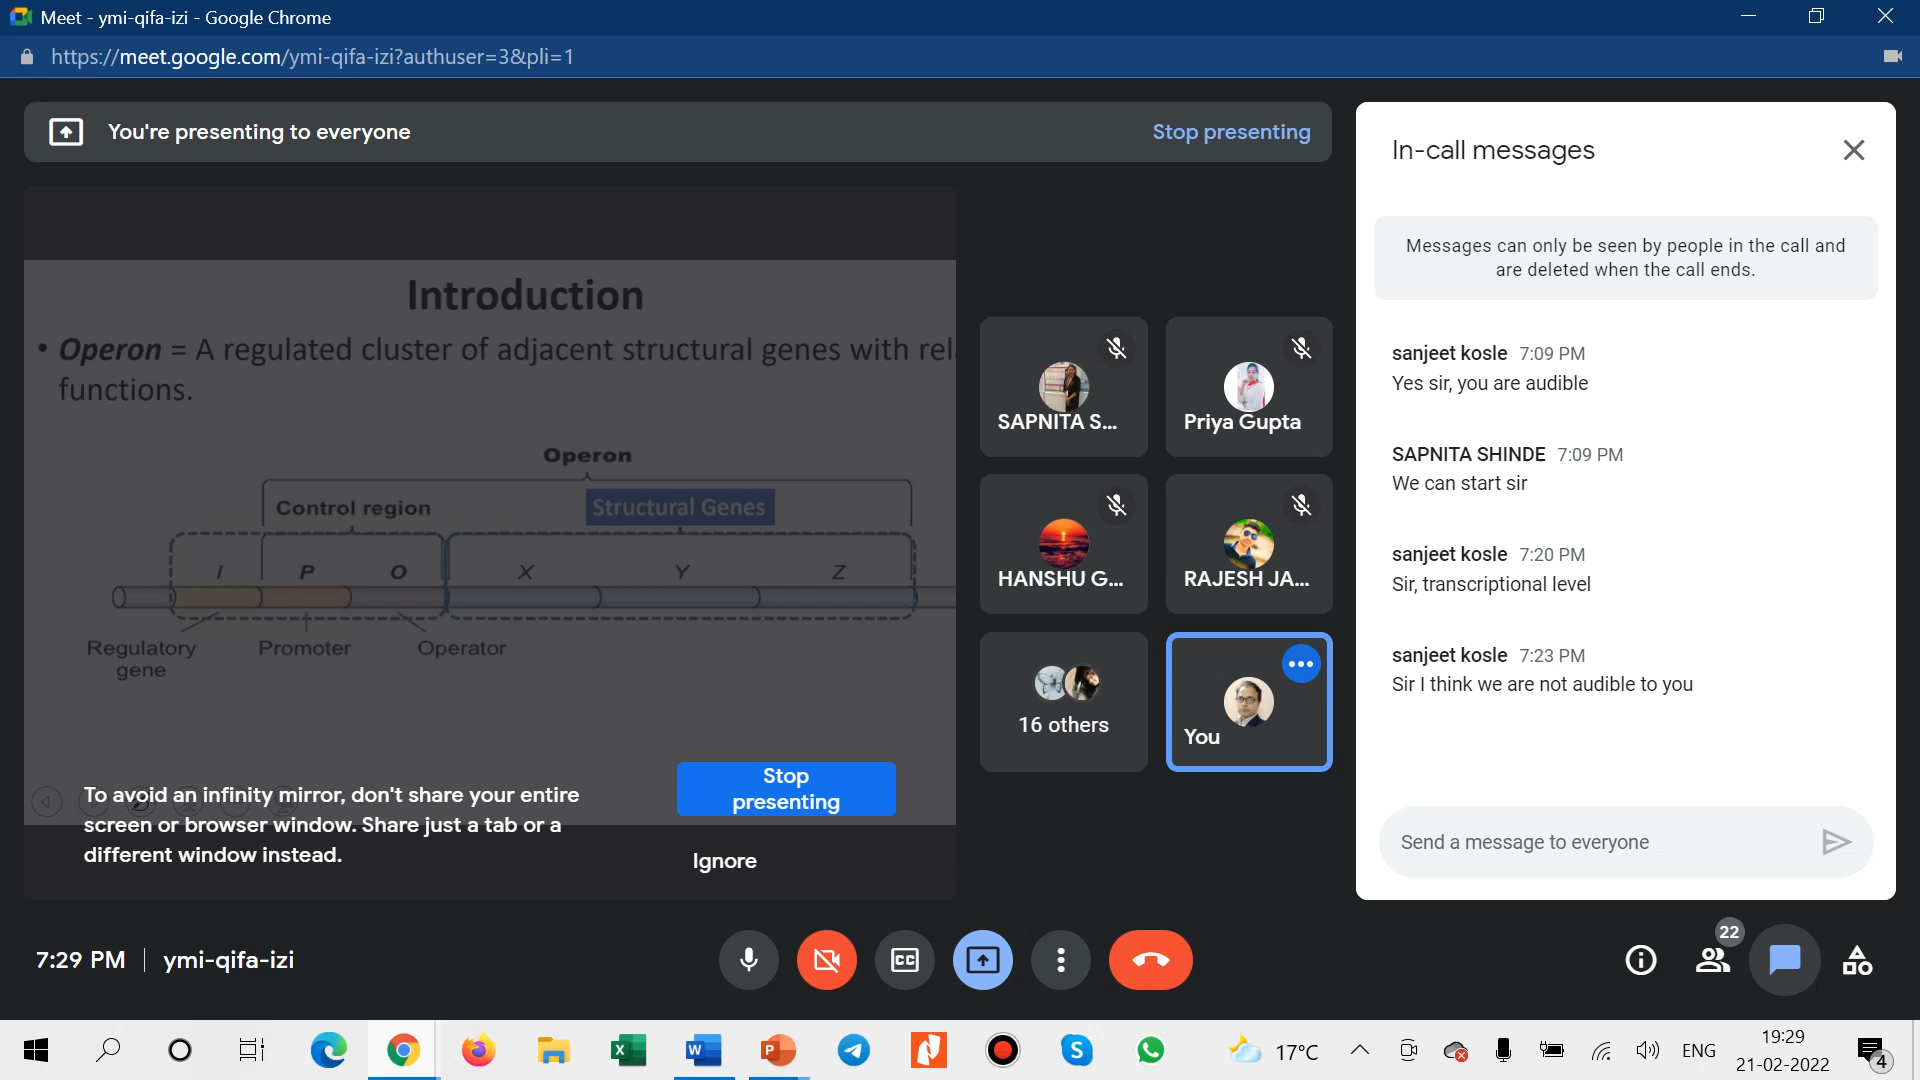 Meet - ymi-qifa-izi - Google Chrome
https://meet.google.com/ymi-qifa-izi?authuser=3&pli=1
You're presenting to everyone
Stop presenting
Introduction
• Operon = A regulated cluster of adjacent structural genes with rel
functions.
Operon
Control region
Structural Genes
I P O X Y Z
Regulatory
gene
Promoter
Operator
To avoid an infinity mirror, don't share your entire
screen or browser window. Share just a tab or a
different window instead.
Stop
presenting
Ignore
SAPNITA S...
Priya Gupta
HANSHU G...
RAJESH JA...
16 others
You
In-call messages
Messages can only be seen by people in the call and
are deleted when the call ends.
sanjeet kosle 7:09 PM
Yes sir, you are audible
SAPNITA SHINDE 7:09 PM
We can start sir
sanjeet kosle 7:20 PM
Sir, transcriptional level
sanjeet kosle 7:23 PM
Sir I think we are not audible to you
Send a message to everyone
7:29 PM | ymi-qifa-izi
CC
22
17°C
ENG
19:29
21-02-2022
4